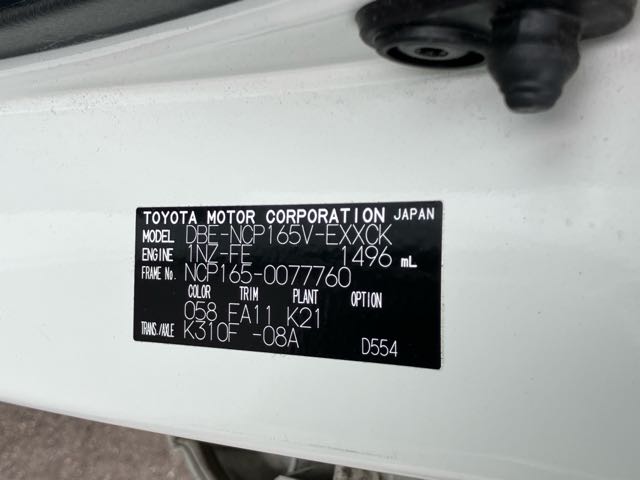 TOYOTA MOTOR CORPORATION JAPAN
MODEL DBE-NCP165V-EXXCK
ENGINE 1NZ-FE 1496 mL
FRAME No. NCP165-0077760
COLOR TRIM PLANT OPTION
058 FA11 K21
TRANS./AXLE K310F -08A
D554